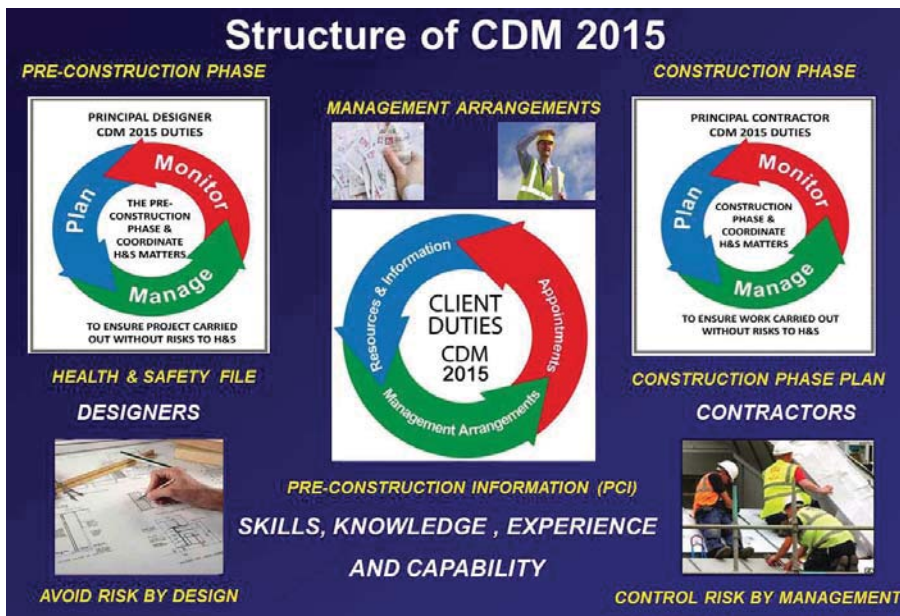 Structure of CDM 2015
PRE-CONSTRUCTION PHASE
PRINCIPAL DESIGNER
CDM 2015 DUTIES
Plan
Monitor
Manage
THE PRE-
CONSTRUCTION
PHASE &
COORDINATE
H&S MATTERS
TO ENSURE PROJECT CARRIED
OUT WITHOUT RISKS TO H&S
HEALTH & SAFETY FILE
DESIGNERS
AVOID RISK BY DESIGN
MANAGEMENT ARRANGEMENTS
Resources & Information
Appointments
Management Arrangements
CLIENT
DUTIES
CDM
2015
PRE-CONSTRUCTION INFORMATION (PCI)
SKILLS, KNOWLEDGE , EXPERIENCE
AND CAPABILITY
CONSTRUCTION PHASE
PRINCIPAL CONTRACTOR
CDM 2015 DUTIES
Plan
Monitor
Manage
CONSTRUCTION
PHASE &
COORDINATE
H&S MATTERS
TO ENSURE WORK CARRIED OUT
WITHOUT RISKS TO H&S
CONSTRUCTION PHASE PLAN
CONTRACTORS
CONTROL RISK BY MANAGEMENT